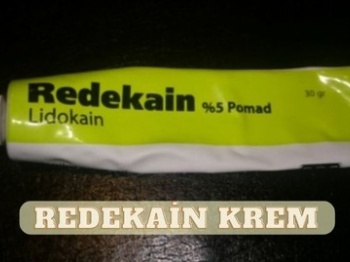 Redekain %5 Pomad 30 gr
Lidokain
REDEKAİN KREM